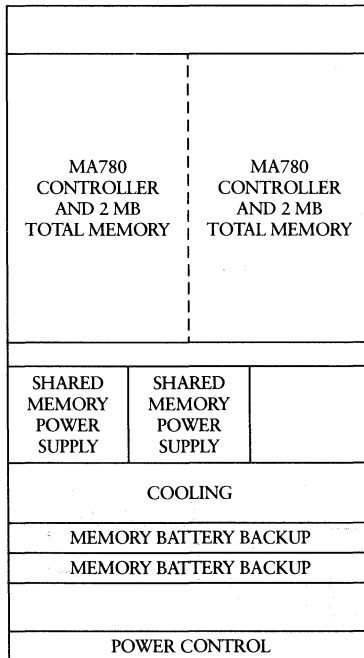 MA780
CONTROLLER
AND 2 MB
TOTAL MEMORY
MA780
CONTROLLER
AND 2 MB
TOTAL MEMORY
SHARED
MEMORY
POWER
SUPPLY
SHARED
MEMORY
POWER
SUPPLY
COOLING
MEMORY BATTERY BACKUP
MEMORY BATTERY BACKUP
POWER CONTROL